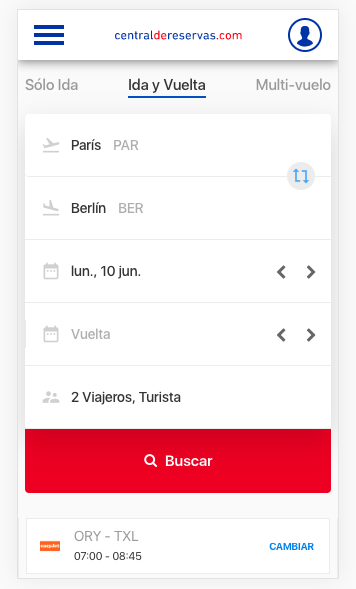 centraldereservas.com
Sólo Ida Ida y Vuelta Multi-vuelo
París PAR
Berlín BER
lun., 10 jun.
Vuelta
2 Viajeros, Turista
Buscar
ORY - TXL
easyJet
07:00 - 08:45
CAMBIAR